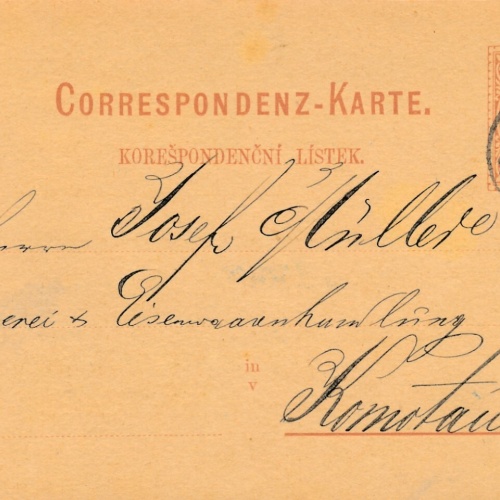 CORRESPONDENZ-KARTE.
KOREŠPONDENČNÍ LÍSTEK.
Herrn Josef Müller
erei & Eisenwaarenhandlung
in
v
Komotau